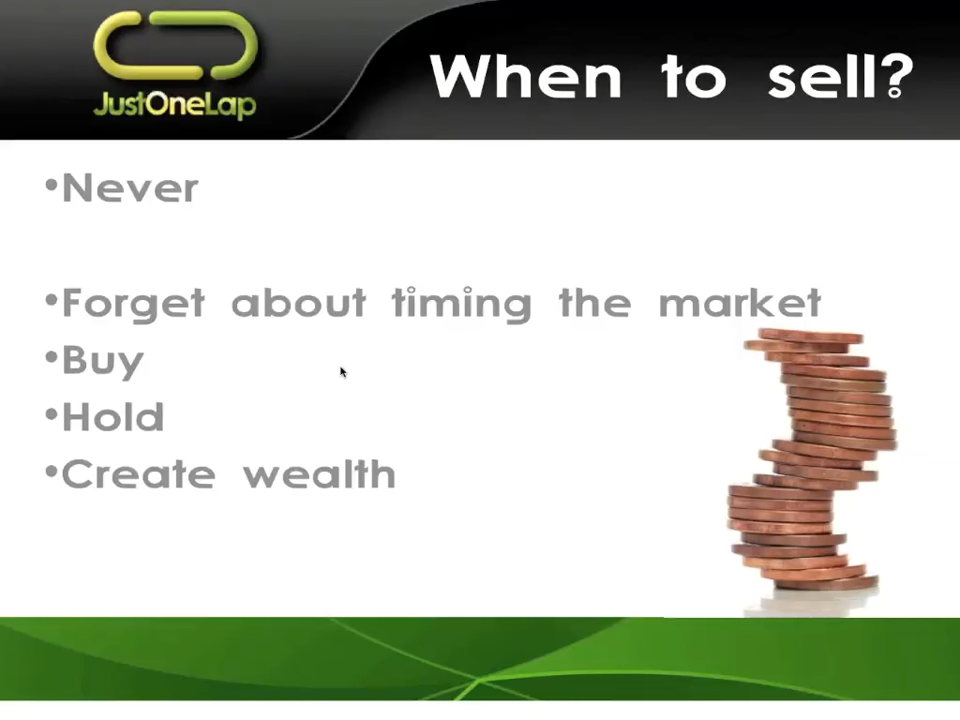 JustOneLap
When to sell?
•Never
•Forget about timing the market
•Buy
•Hold
•Create wealth